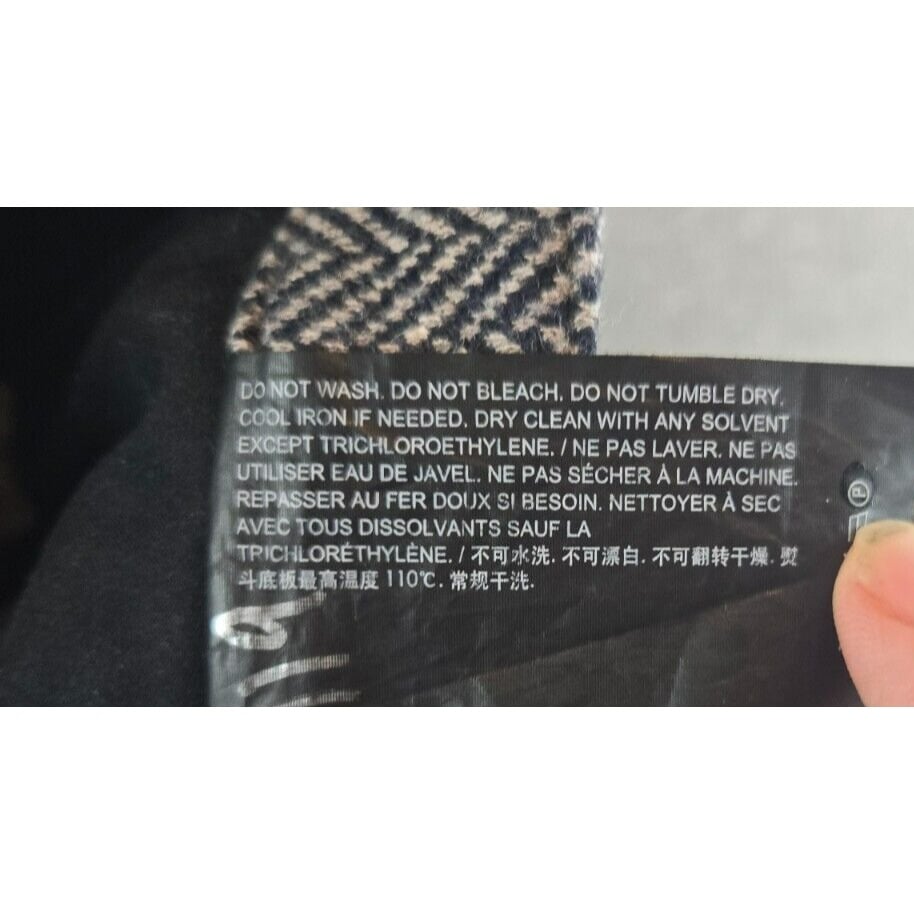 DO NOT WASH. DO NOT BLEACH. DO NOT TUMBLE DRY.
COOL IRON IF NEEDED. DRY CLEAN WITH ANY SOLVENT
EXCEPT TRICHLOROETHYLENE. / NE PAS LAVER. NE PAS
UTILISER EAU DE JAVEL. NE PAS SÉCHER À LA MACHINE.
REPASSER AU FER DOUX SI BESOIN. NETTOYER À SEC
AVEC TOUS DISSOLVANTS SAUF LA
TRICHLORÉTHYLÈNE. / 不可水洗. 不可漂白. 不可翻转干燥. 熨
斗底板最高温度 110℃. 常规干洗.
P